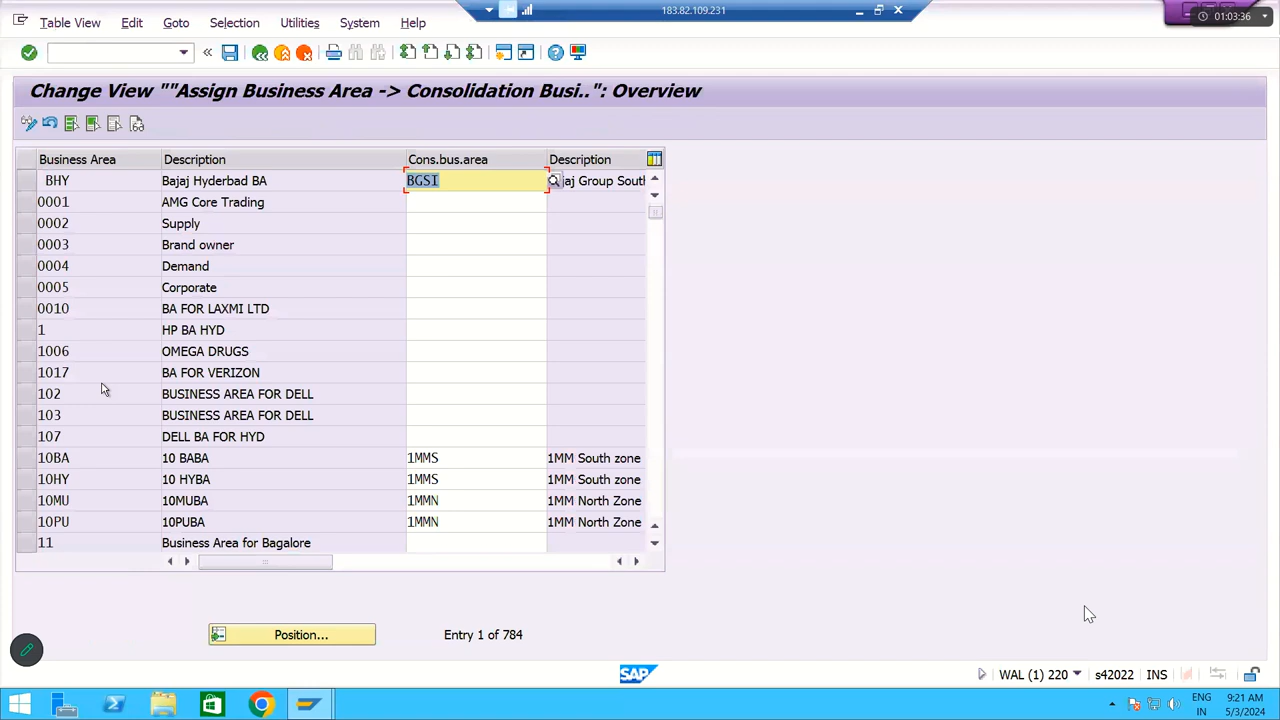 183.82.109.231
01:03:36
Table View Edit Goto Selection Utilities System Help
Change View ""Assign Business Area -> Consolidation Busi..": Overview
Business Area Description Cons.bus.area Description
BHY Bajaj Hyderbad BA BGSI jaj Group South
0001 AMG Core Trading
0002 Supply
0003 Brand owner
0004 Demand
0005 Corporate
0010 BA FOR LAXMI LTD
1 HP BA HYD
1006 OMEGA DRUGS
1017 BA FOR VERIZON
102 BUSINESS AREA FOR DELL
103 BUSINESS AREA FOR DELL
107 DELL BA FOR HYD
10BA 10 BABA 1MMS 1MM South zone
10HY 10 HYBA 1MMS 1MM South zone
10MU 10MUBA 1MMN 1MM North Zone
10PU 10PUBA 1MMN 1MM North Zone
11 Business Area for Bagalore
Position... Entry 1 of 784
SAP WAL (1) 220 s42022 INS
ENG 9:21 AM
IN 5/3/2024